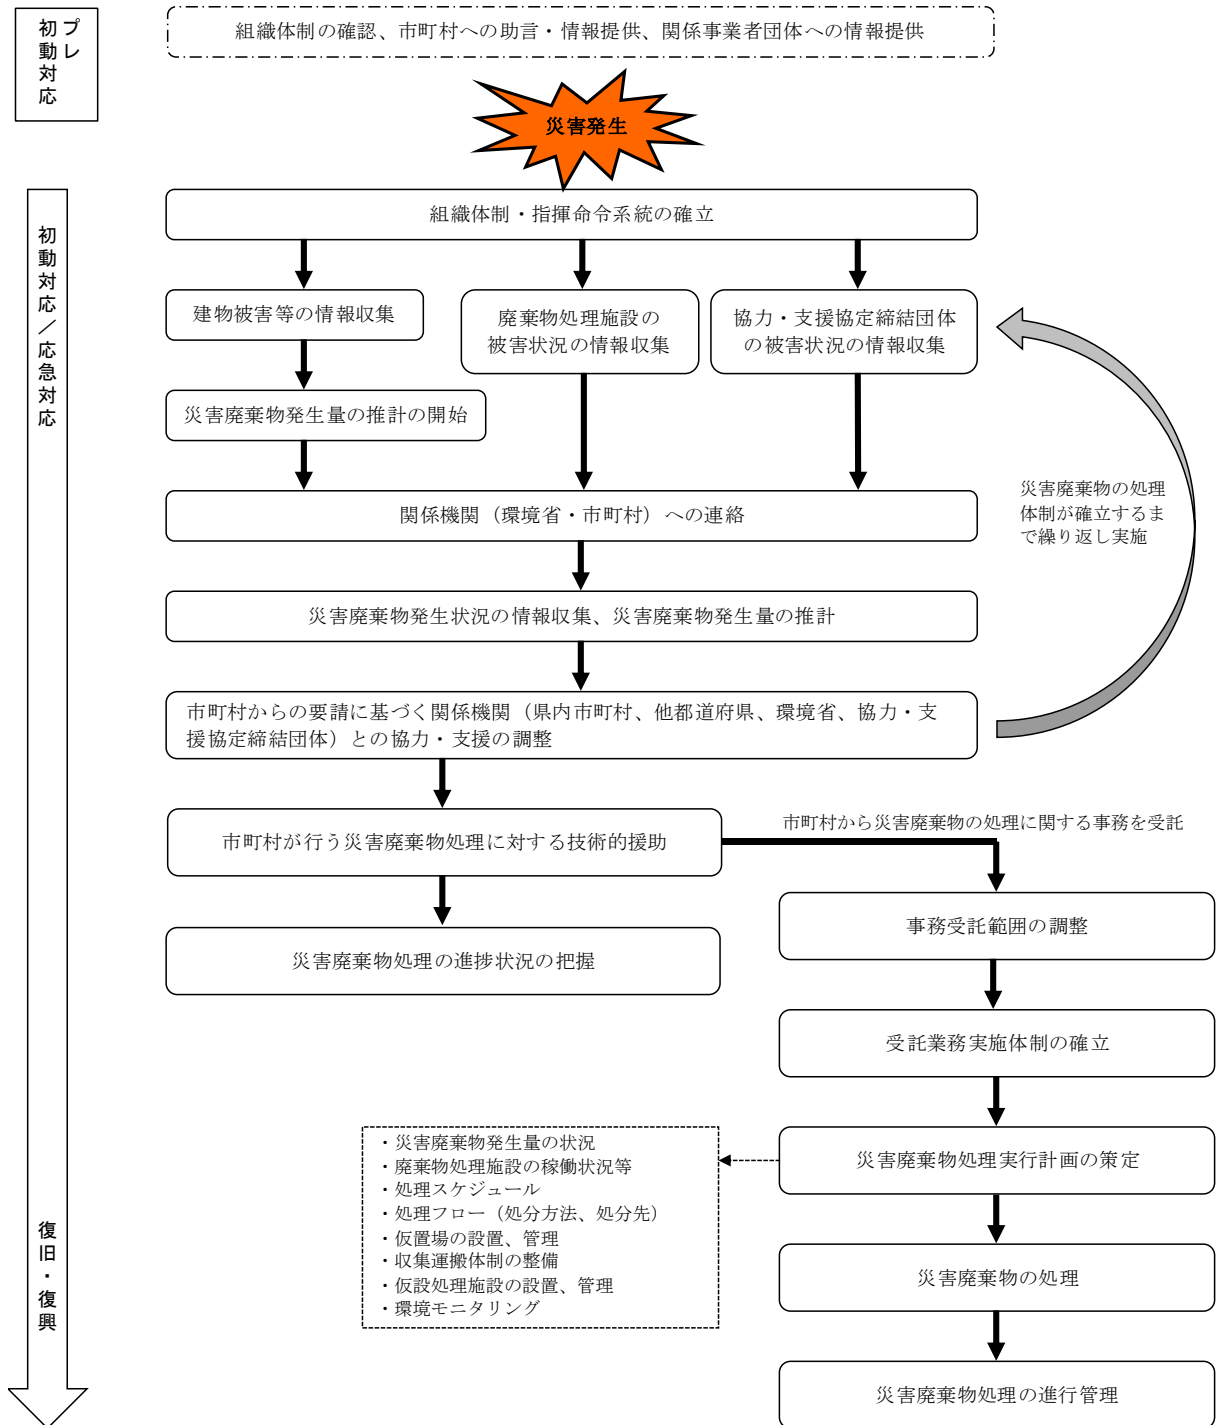 プレ
初動対応
組織体制の確認、市町村への助言・情報提供、関係事業者団体への情報提供
災害発生
初動対応／応急対応
組織体制・指揮命令系統の確立
建物被害等の情報収集
廃棄物処理施設の
被害状況の情報収集
協力・支援協定締結団体
の被害状況の情報収集
災害廃棄物発生量の推計の開始
関係機関（環境省・市町村）への連絡
災害廃棄物の処理
体制が確立するま
で繰り返し実施
災害廃棄物発生状況の情報収集、災害廃棄物発生量の推計
市町村からの要請に基づく関係機関（県内市町村、他都道府県、環境省、協力・支
援協定締結団体）との協力・支援の調整
市町村が行う災害廃棄物処理に対する技術的援助
市町村から災害廃棄物の処理に関する事務を受託
災害廃棄物処理の進捗状況の把握
事務受託範囲の調整
受託業務実施体制の確立
災害廃棄物処理実行計画の策定
・災害廃棄物発生量の状況
・廃棄物処理施設の稼働状況等
・処理スケジュール
・処理フロー（処分方法、処分先）
・仮置場の設置、管理
・収集運搬体制の整備
・仮設処理施設の設置、管理
・環境モニタリング
復旧・復興
災害廃棄物の処理
災害廃棄物処理の進行管理